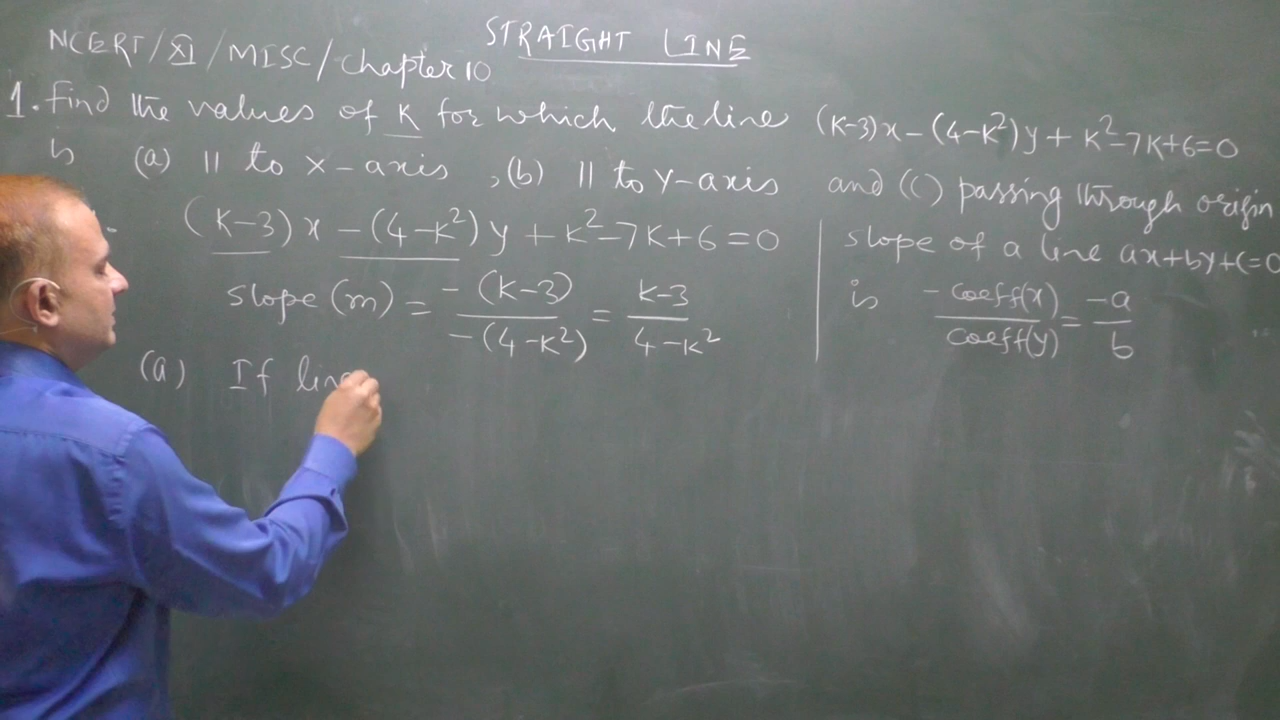 STRAIGHT LINE
NCERT/XI/MISC/chapter 10
1. Find the values of K for which the line (K-3)x-(4-K²)y+K²-7K+6=0
is (a) || to X-axis, (b) || to Y-axis and (C) passing through origin
(K-3)x-(4-K²)y+K²-7K+6=0
slope (m) = -(K-3)/-(4-K²) = K-3/4-K²
(a) If line
slope of a line ax+by+c=0
is -coeff(x)/coeff(y) = -a/b